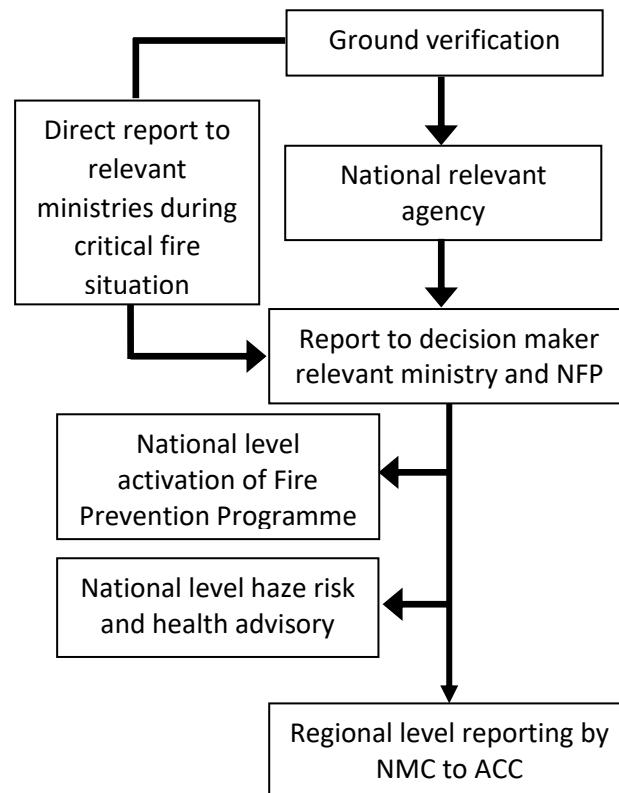 Ground verification
Direct report to
relevant
ministries during
critical fire
situation
National relevant
agency
Report to decision maker
relevant ministry and NFP
National level
activation of Fire
Prevention Programme
National level haze risk
and health advisory
Regional level reporting by
NMC to ACC